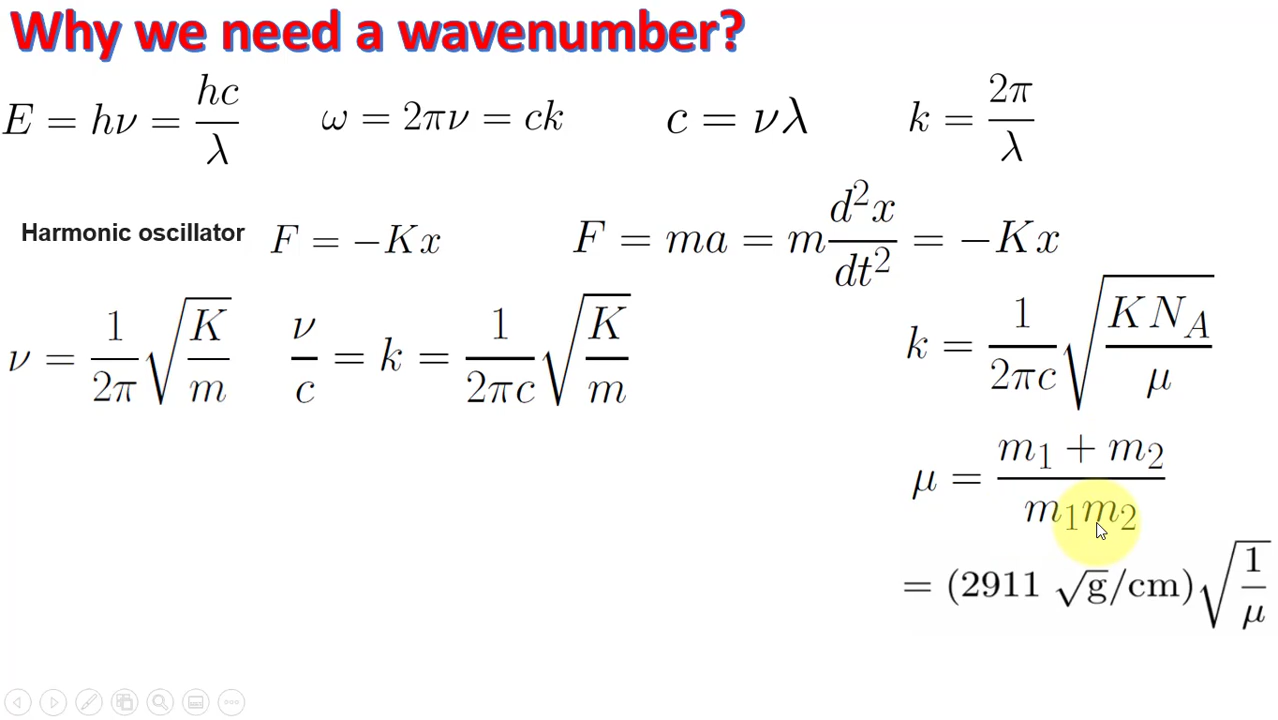 Why we need a wavenumber?
E = hν = hc/λ ω = 2πν = ck c = νλ k = 2π/λ
Harmonic oscillator F = −Kx F = ma = m d²x/dt² = −Kx
ν = 1/2π √(K/m) ν/c = k = 1/2πc √(K/m) k = 1/2πc √(KN_A/μ)
μ = (m₁ + m₂)/(m₁m₂)
= (2911 √g/cm) √(1/μ)